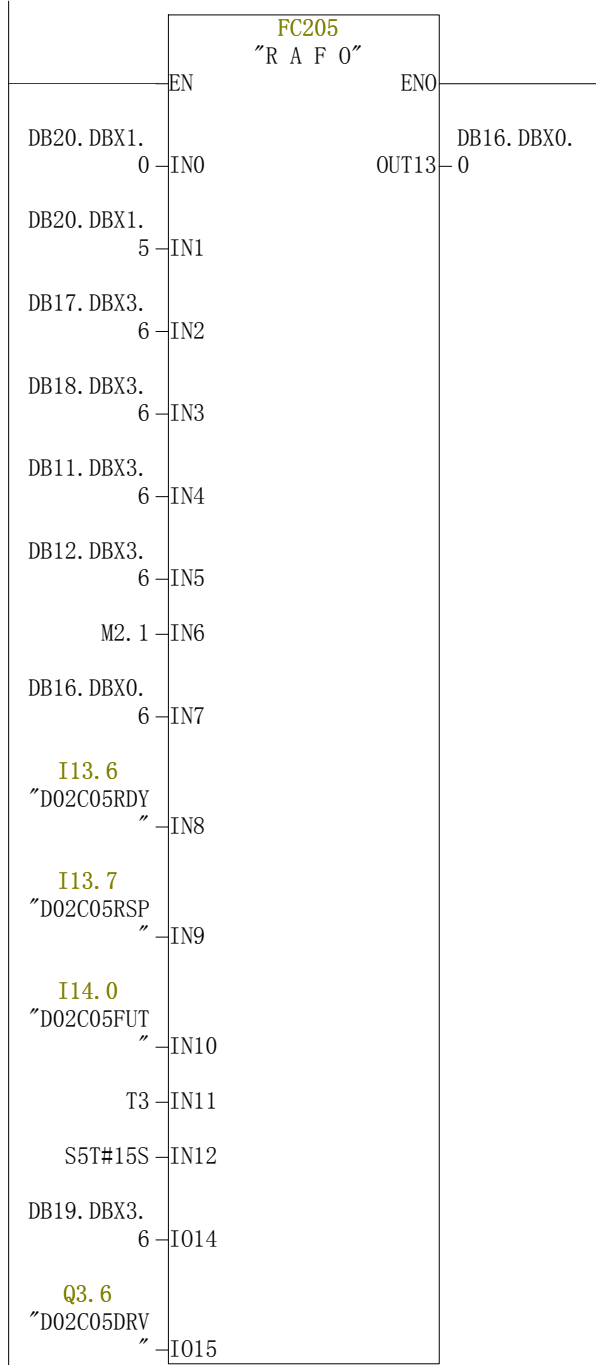 FC205
"R A F O"
EN ENO
DB20.DBX1. DB16.DBX0.
0 IN0 OUT13 0
DB20.DBX1.
5 IN1
DB17.DBX3.
6 IN2
DB18.DBX3.
6 IN3
DB11.DBX3.
6 IN4
DB12.DBX3.
6 IN5
M2.1 IN6
DB16.DBX0.
6 IN7
I13.6
"D02C05RDY
" IN8
I13.7
"D02C05RSP
" IN9
I14.0
"D02C05FUT
" IN10
T3 IN11
S5T#15S IN12
DB19.DBX3.
6 IO14
Q3.6
"D02C05DRV
" IO15